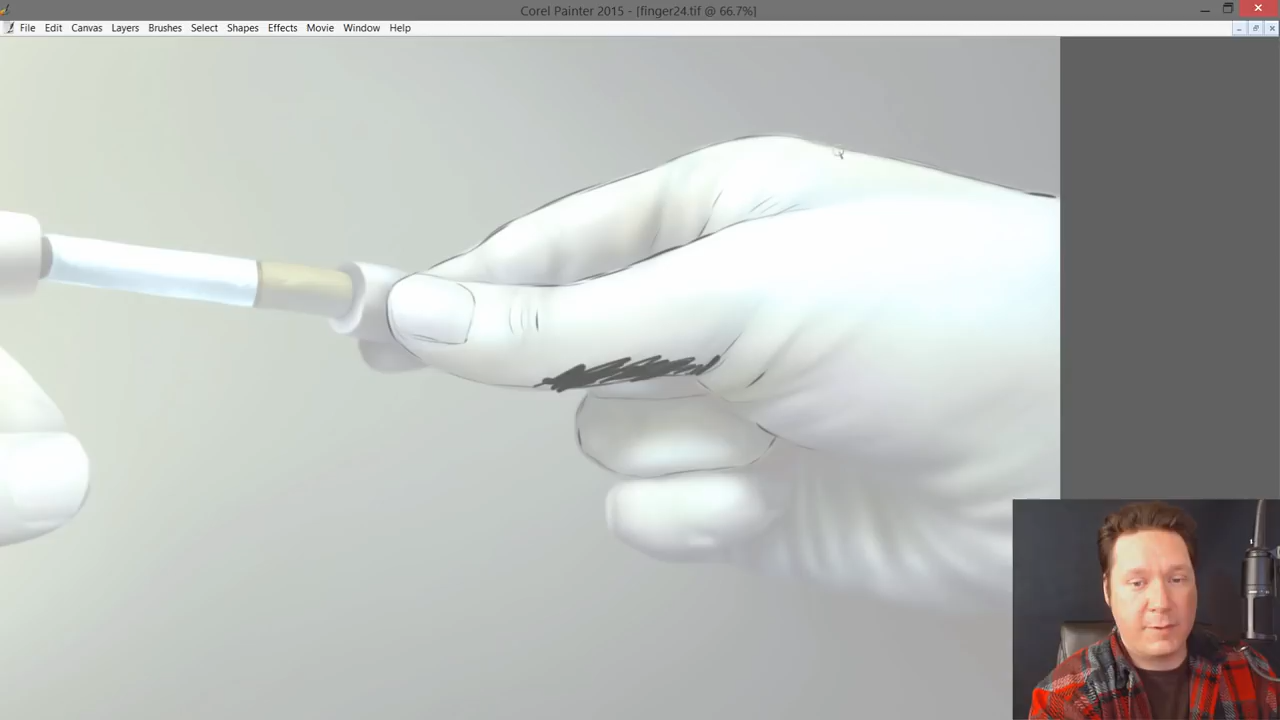 Corel Painter 2015 - [finger24.tif @ 66.7%]
File Edit Canvas Layers Brushes Select Shapes Effects Movie Window Help